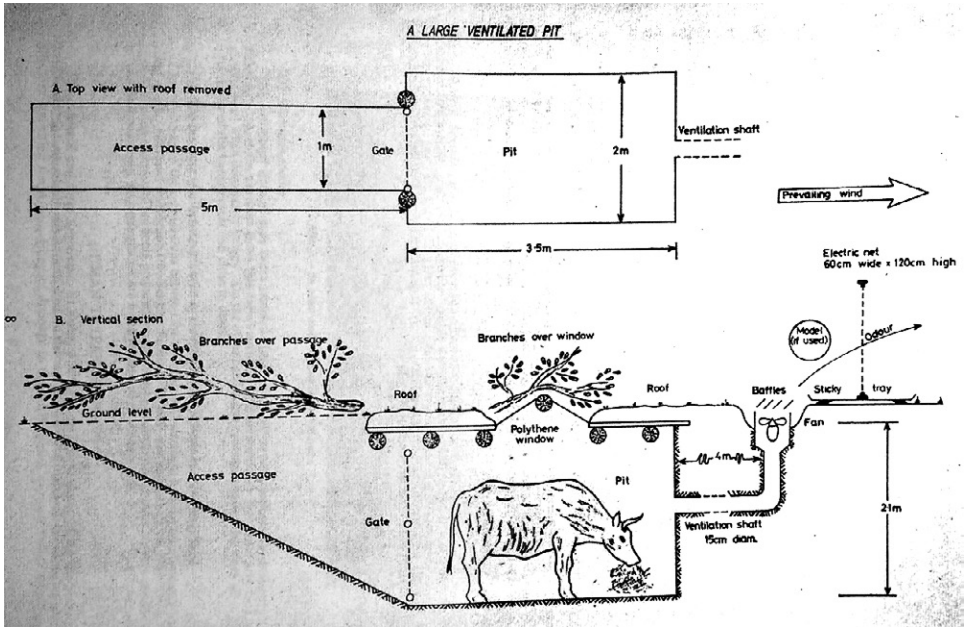 A LARGE VENTILATED PIT
A. Top view with roof removed
Access passage
1m
Gate
Pit
2m
Ventilation shaft
5m
3·5m
Prevailing wind
Electric net
60cm wide × 120cm high
8
B. Vertical section
Branches over passage
Branches over window
Model
(if used)
Odour
Ground level
Roof
Polythene
window
Roof
Baffles
Sticky tray
Fan
Access passage
Gate
Pit
4m
Ventilation shaft
15cm diam.
2·1m